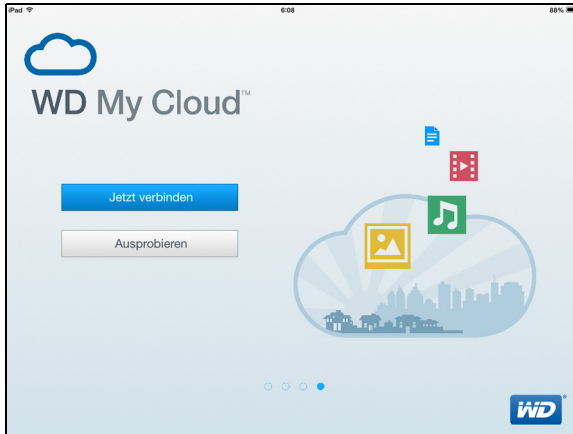 iPad 6:08 88%
WD My Cloud™
Jetzt verbinden
Ausprobieren
WD®